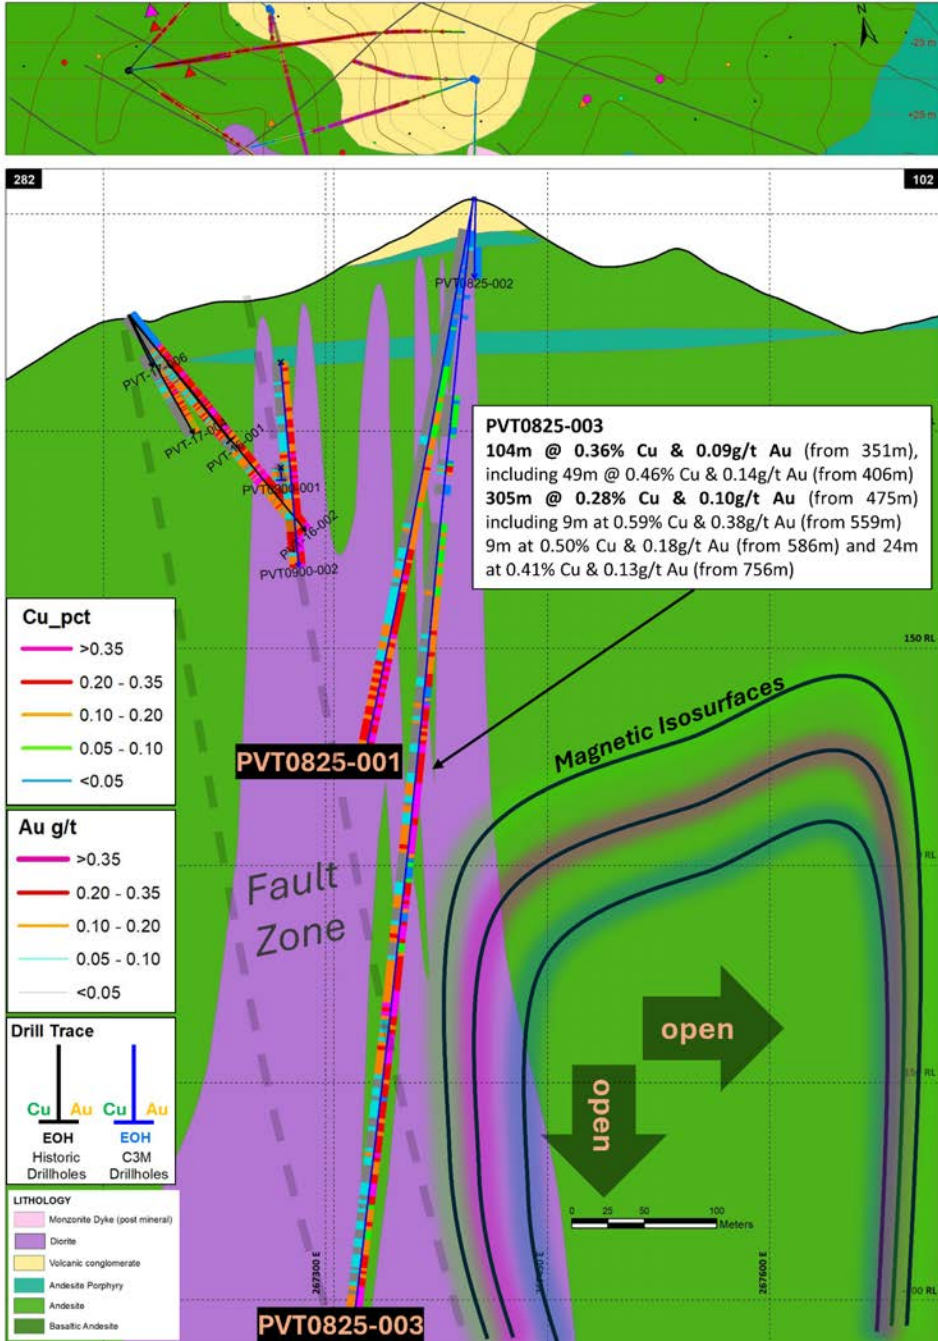 N
-25 m
+25 m
282
102
PVT0825-002
PVT-17-006
PVT0900-001
PVT-16-002
PVT0900-002
PVT0825-003
104m @ 0.36% Cu & 0.09g/t Au (from 351m),
including 49m @ 0.46% Cu & 0.14g/t Au (from 406m)
305m @ 0.28% Cu & 0.10g/t Au (from 475m)
including 9m at 0.59% Cu & 0.38g/t Au (from 559m)
9m at 0.50% Cu & 0.18g/t Au (from 586m) and 24m
at 0.41% Cu & 0.13g/t Au (from 756m)
150 RL
Cu_pct
>0.35
0.20 - 0.35
0.10 - 0.20
0.05 - 0.10
<0.05
Magnetic Isosurfaces
PVT0825-001
Au g/t
>0.35
0.20 - 0.35
0.10 - 0.20
0.05 - 0.10
<0.05
Fault
Zone
RL
Drill Trace
Cu Au
EOH
Historic
Drillholes
Cu Au
EOH
C3M
Drillholes
open
open
RL
0 25 50 100
Meters
LITHOLOGY
Monzonite Dyke (post mineral)
Diorite
Volcanic conglomerate
Andesite Porphyry
Andesite
Basaltic Andesite
267300 E
267600 E
RL
PVT0825-003